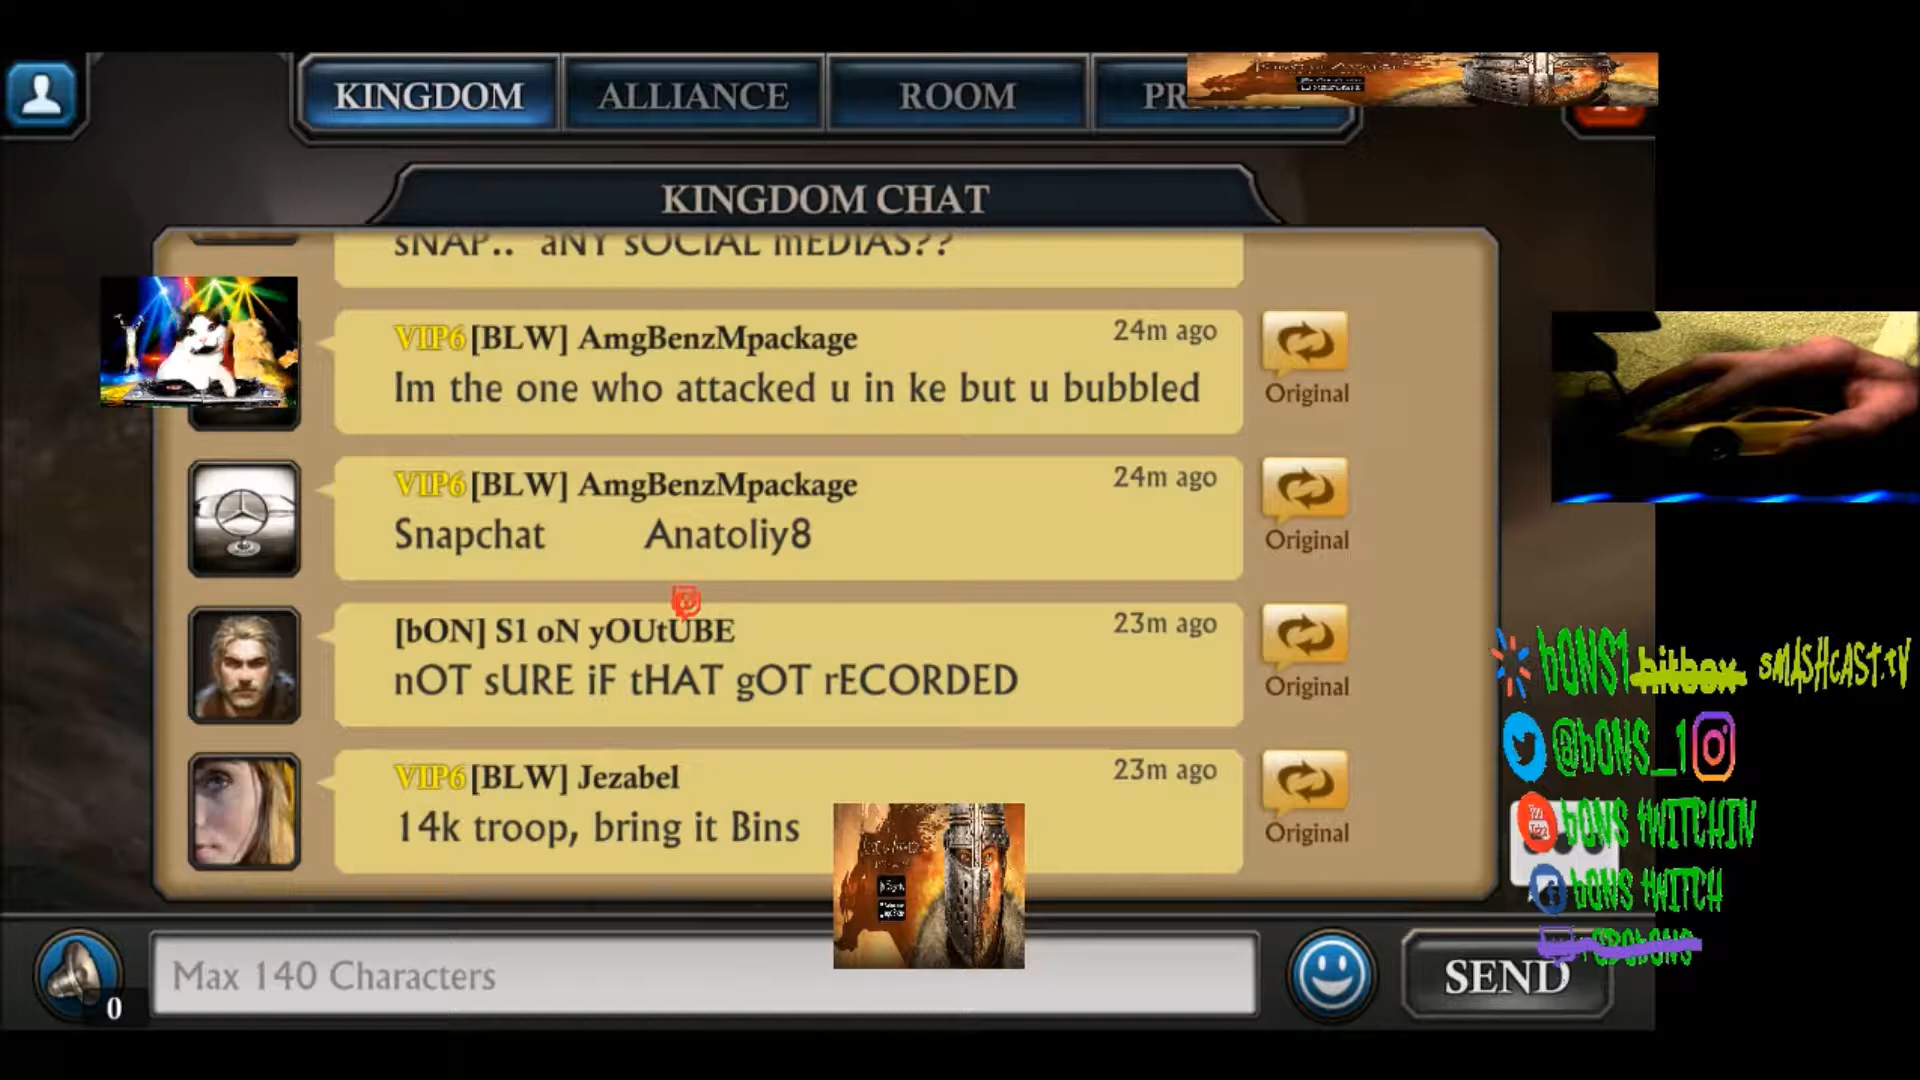 KINGDOM
ALLIANCE
ROOM
KINGDOM CHAT
sNAP.. aNY sOCIAL mEDIAS??
VIP6 [BLW] AmgBenzMpackage
24m ago
Im the one who attacked u in ke but u bubbled
Original
VIP6 [BLW] AmgBenzMpackage
24m ago
Snapchat Anatoliy8
Original
[bON] S1 oN yOUtUBE
23m ago
nOT sURE iF tHAT gOT rECORDED
Original
VIP6 [BLW] Jezabel
23m ago
14k troop, bring it Bins
Original
bONS1 hitbox SMASHCAST.tV
@bONS_1
bONS tWITCHIN
bONS tWITCH
0
Max 140 Characters
SEND